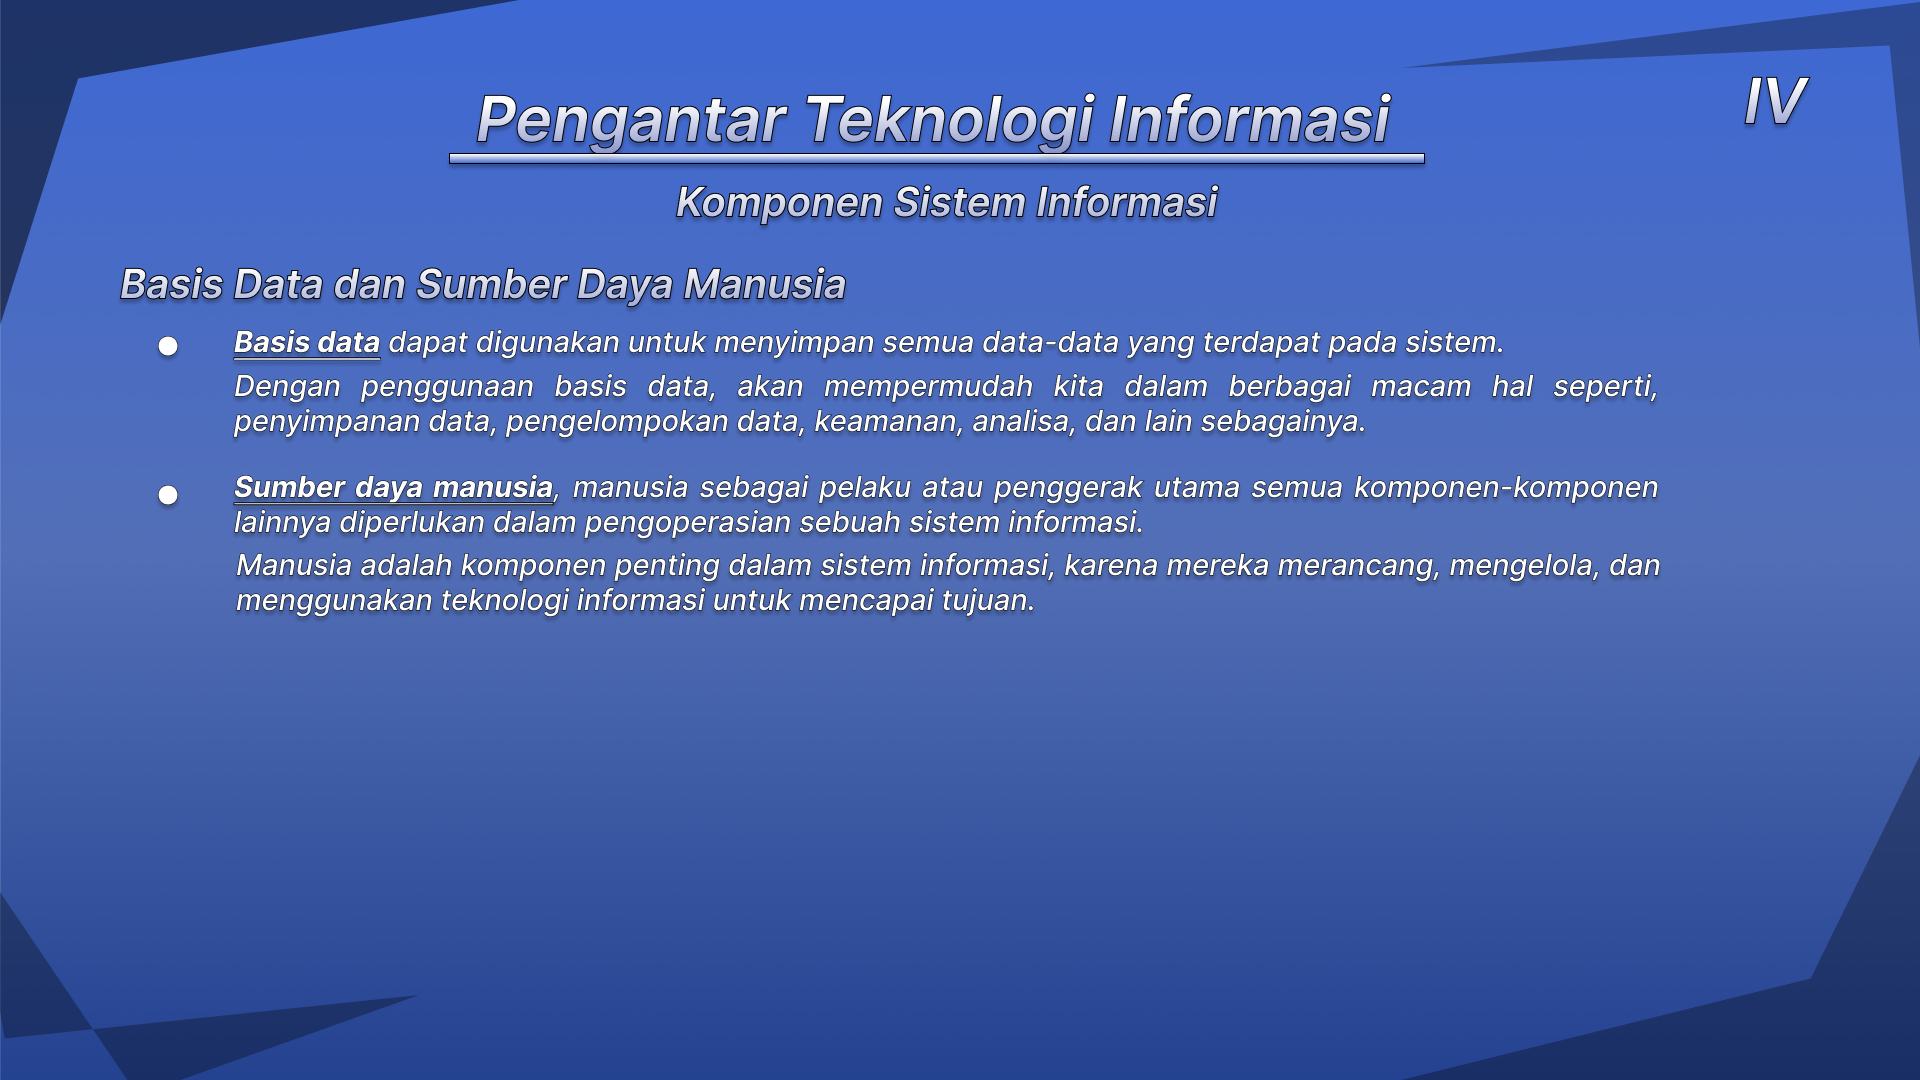 IV
Pengantar Teknologi Informasi
Komponen Sistem Informasi
Basis Data dan Sumber Daya Manusia
Basis data dapat digunakan untuk menyimpan semua data-data yang terdapat pada sistem.
Dengan penggunaan basis data, akan mempermudah kita dalam berbagai macam hal seperti,
penyimpanan data, pengelompokan data, keamanan, analisa, dan lain sebagainya.
Sumber daya manusia, manusia sebagai pelaku atau penggerak utama semua komponen-komponen
lainnya diperlukan dalam pengoperasian sebuah sistem informasi.
Manusia adalah komponen penting dalam sistem informasi, karena mereka merancang, mengelola, dan
menggunakan teknologi informasi untuk mencapai tujuan.